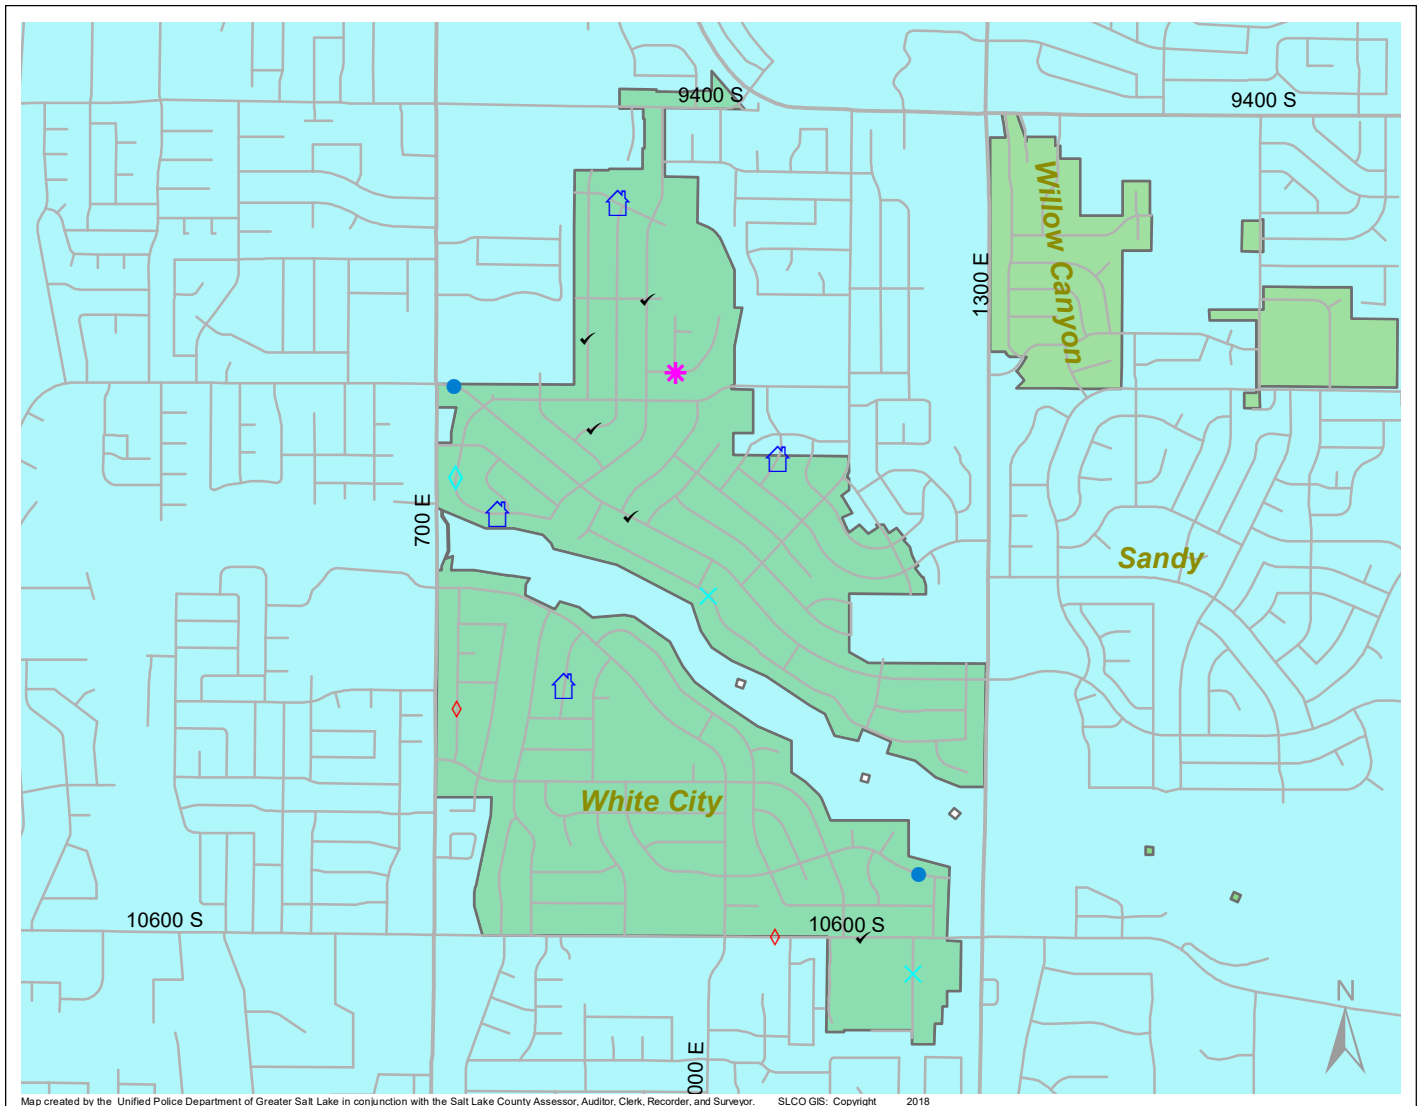 9400 S
9400 S
Willow Canyon
1300 E
700 E
Sandy
White City
10600 S
10600 S
N
000 E
Map created by the Unified Police Department of Greater Salt Lake in conjunction with the Salt Lake County Assessor, Auditor, Clerk, Recorder, and Surveyor. SLCO GIS: Copyright 2018